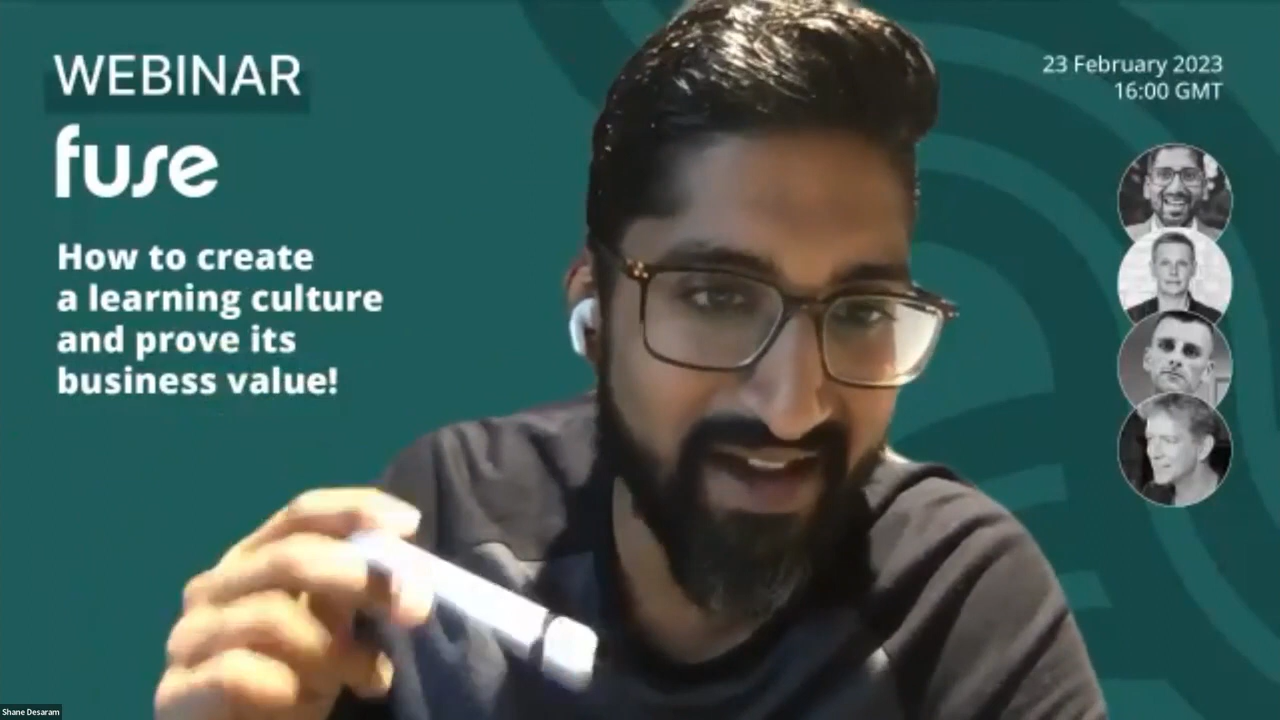 WEBINAR
fuse
How to create
a learning culture
and prove its
business value!
23 February 2023
16:00 GMT
Shane Desaram